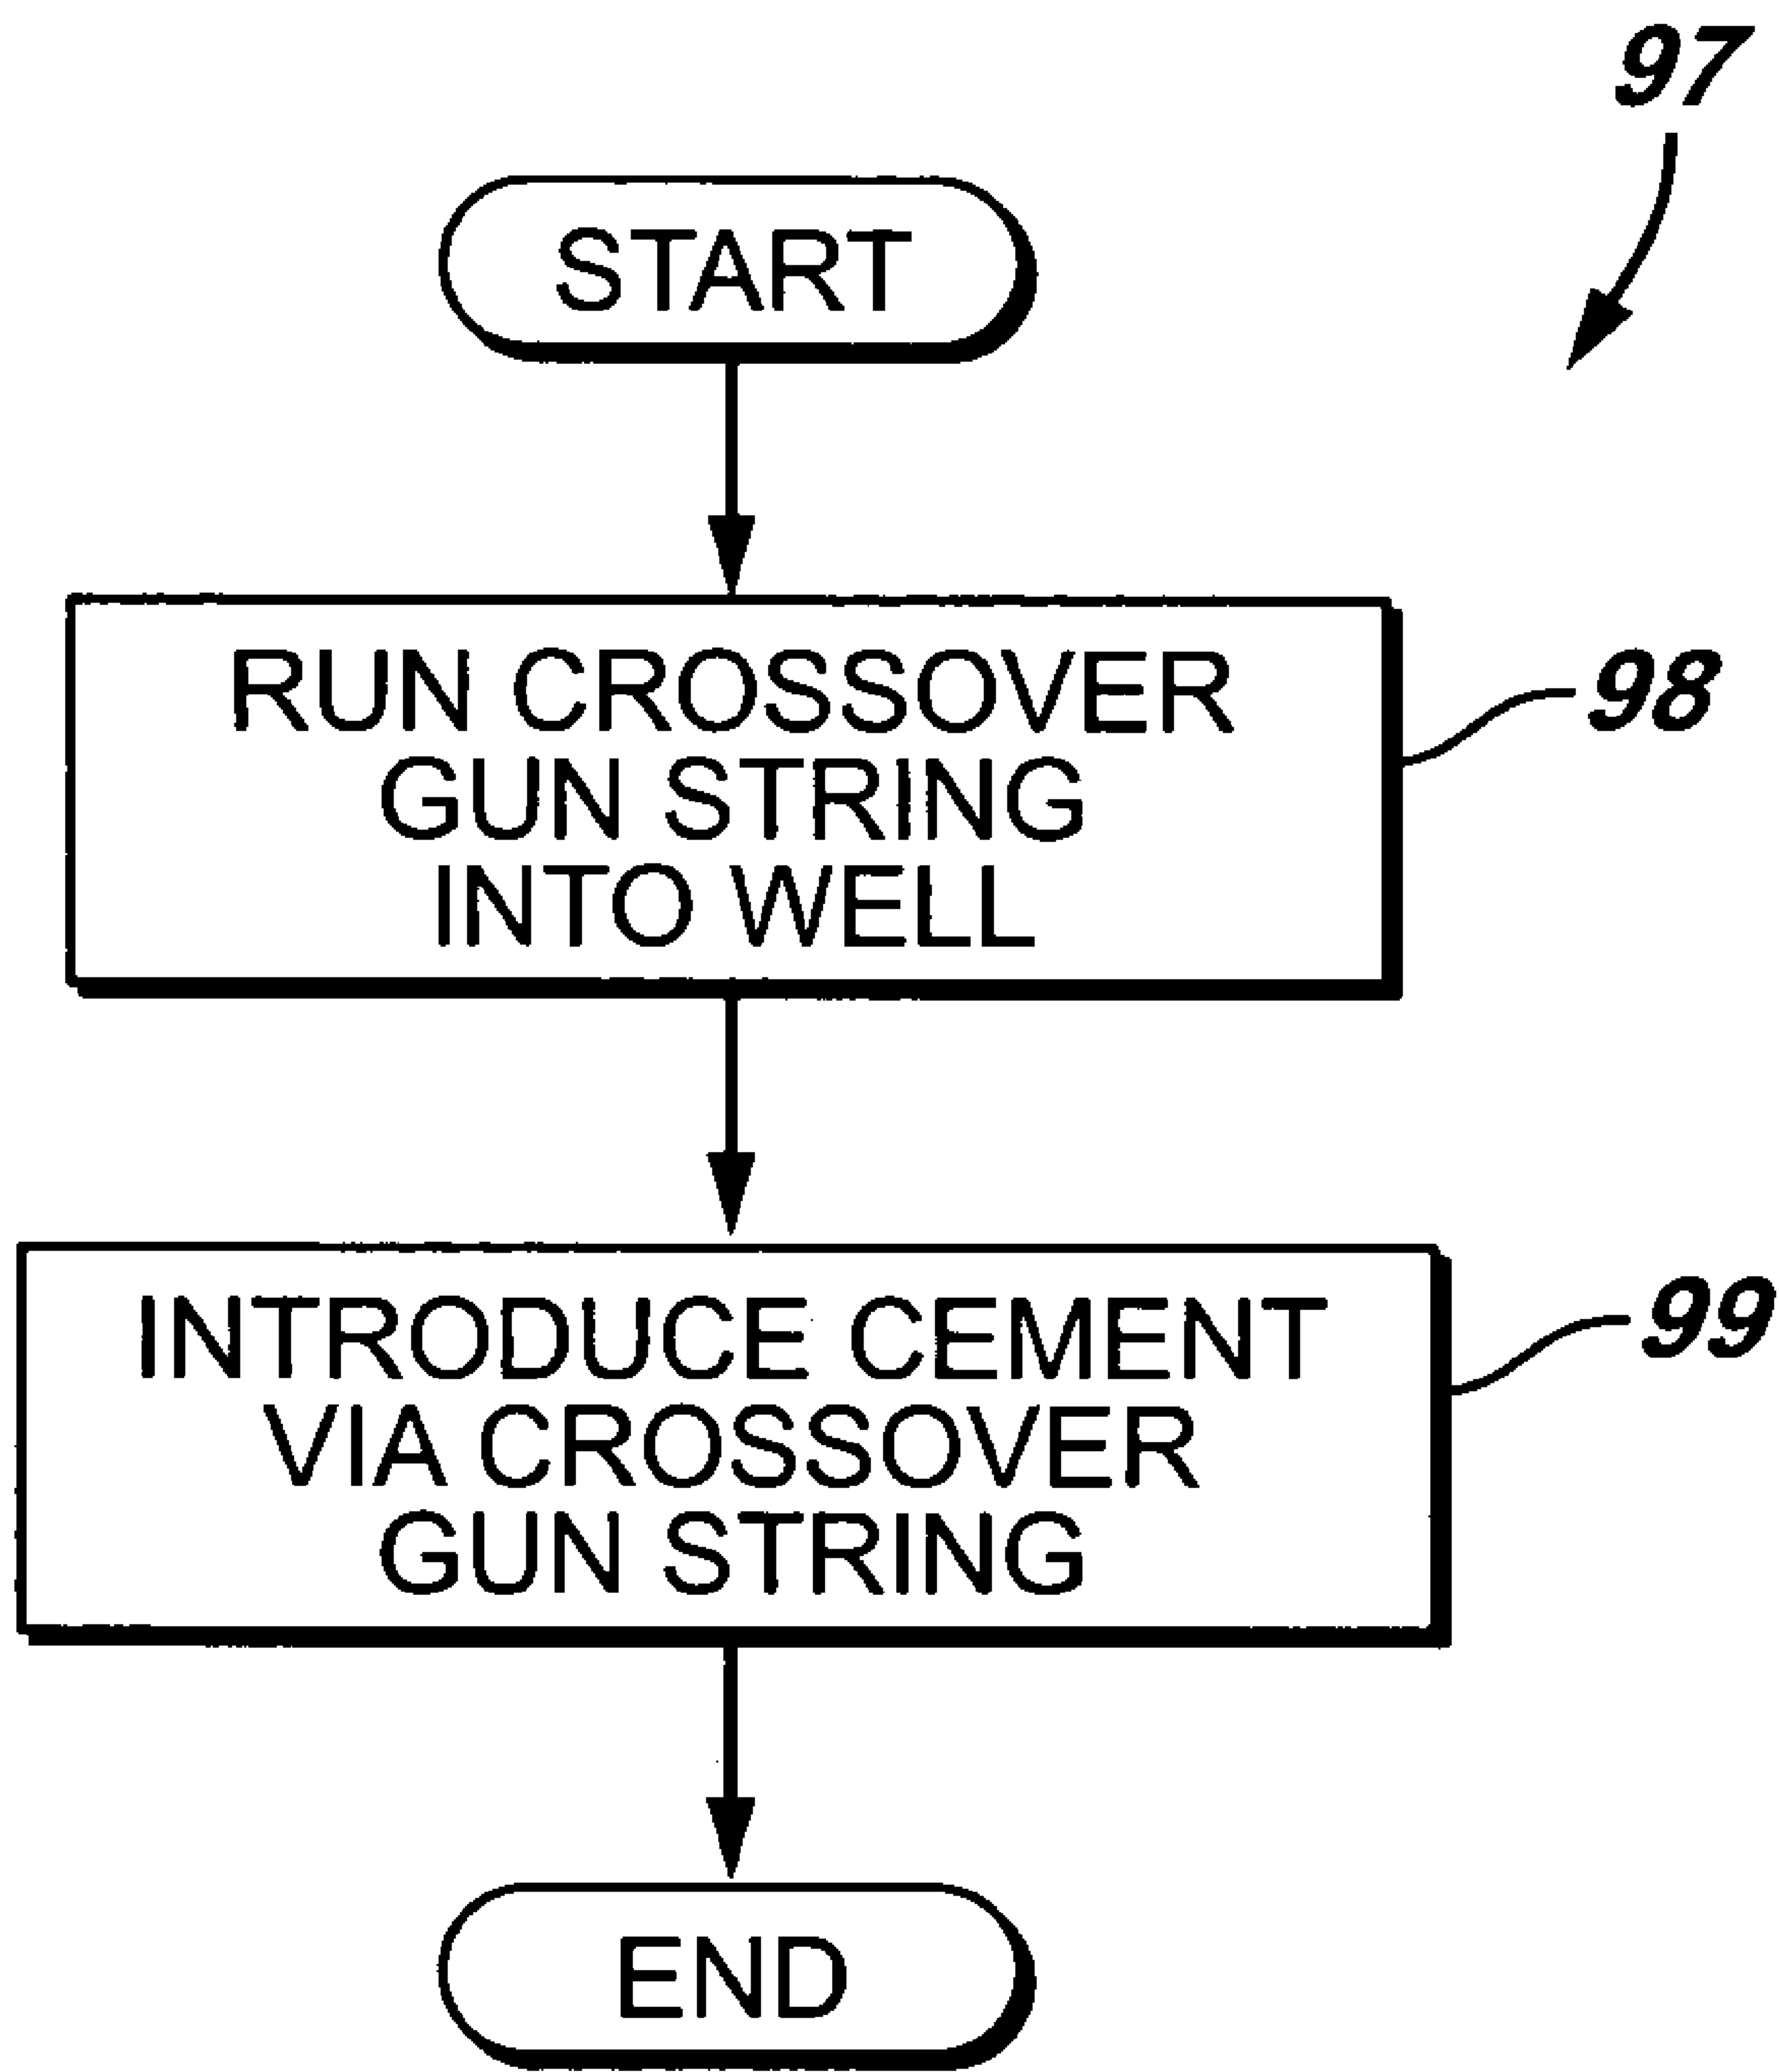 97
START
RUN CROSSOVER
GUN STRING
INTO WELL
98
INTRODUCE CEMENT
VIA CROSSOVER
GUN STRING
99
END